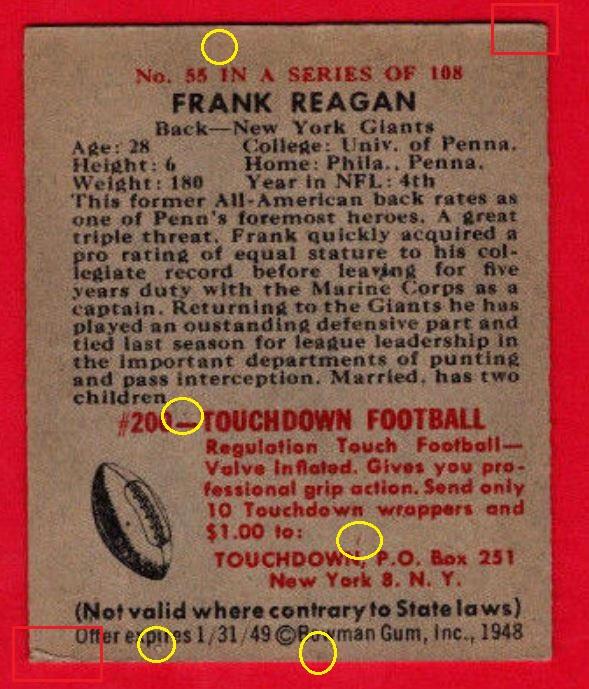 No. 55 IN A SERIES OF 108
FRANK REAGAN
Back—New York Giants
Age: 28 College: Univ. of Penna.
Height: 6 Home: Phila., Penna.
Weight: 180 Year in NFL: 4th
This former All-American back rates as
one of Penn's foremost heroes. A great
triple threat, Frank quickly acquired a
pro rating of equal stature to his col-
legiate record before leaving for five
years duty with the Marine Corps as a
captain. Returning to the Giants he has
played an oustanding defensive part and
tied last season for league leadership in
the important departments of punting
and pass interception. Married, has two
children
#200—TOUCHDOWN FOOTBALL
Regulation Touch Football—
Valve Inflated. Gives you pro-
fessional grip action. Send only
10 Touchdown wrappers and
$1.00 to:
TOUCHDOWN, P.O. Box 251
New York 8, N. Y.
(Not valid where contrary to State laws)
Offer expires 1/31/49 ©Bowman Gum, Inc., 1948